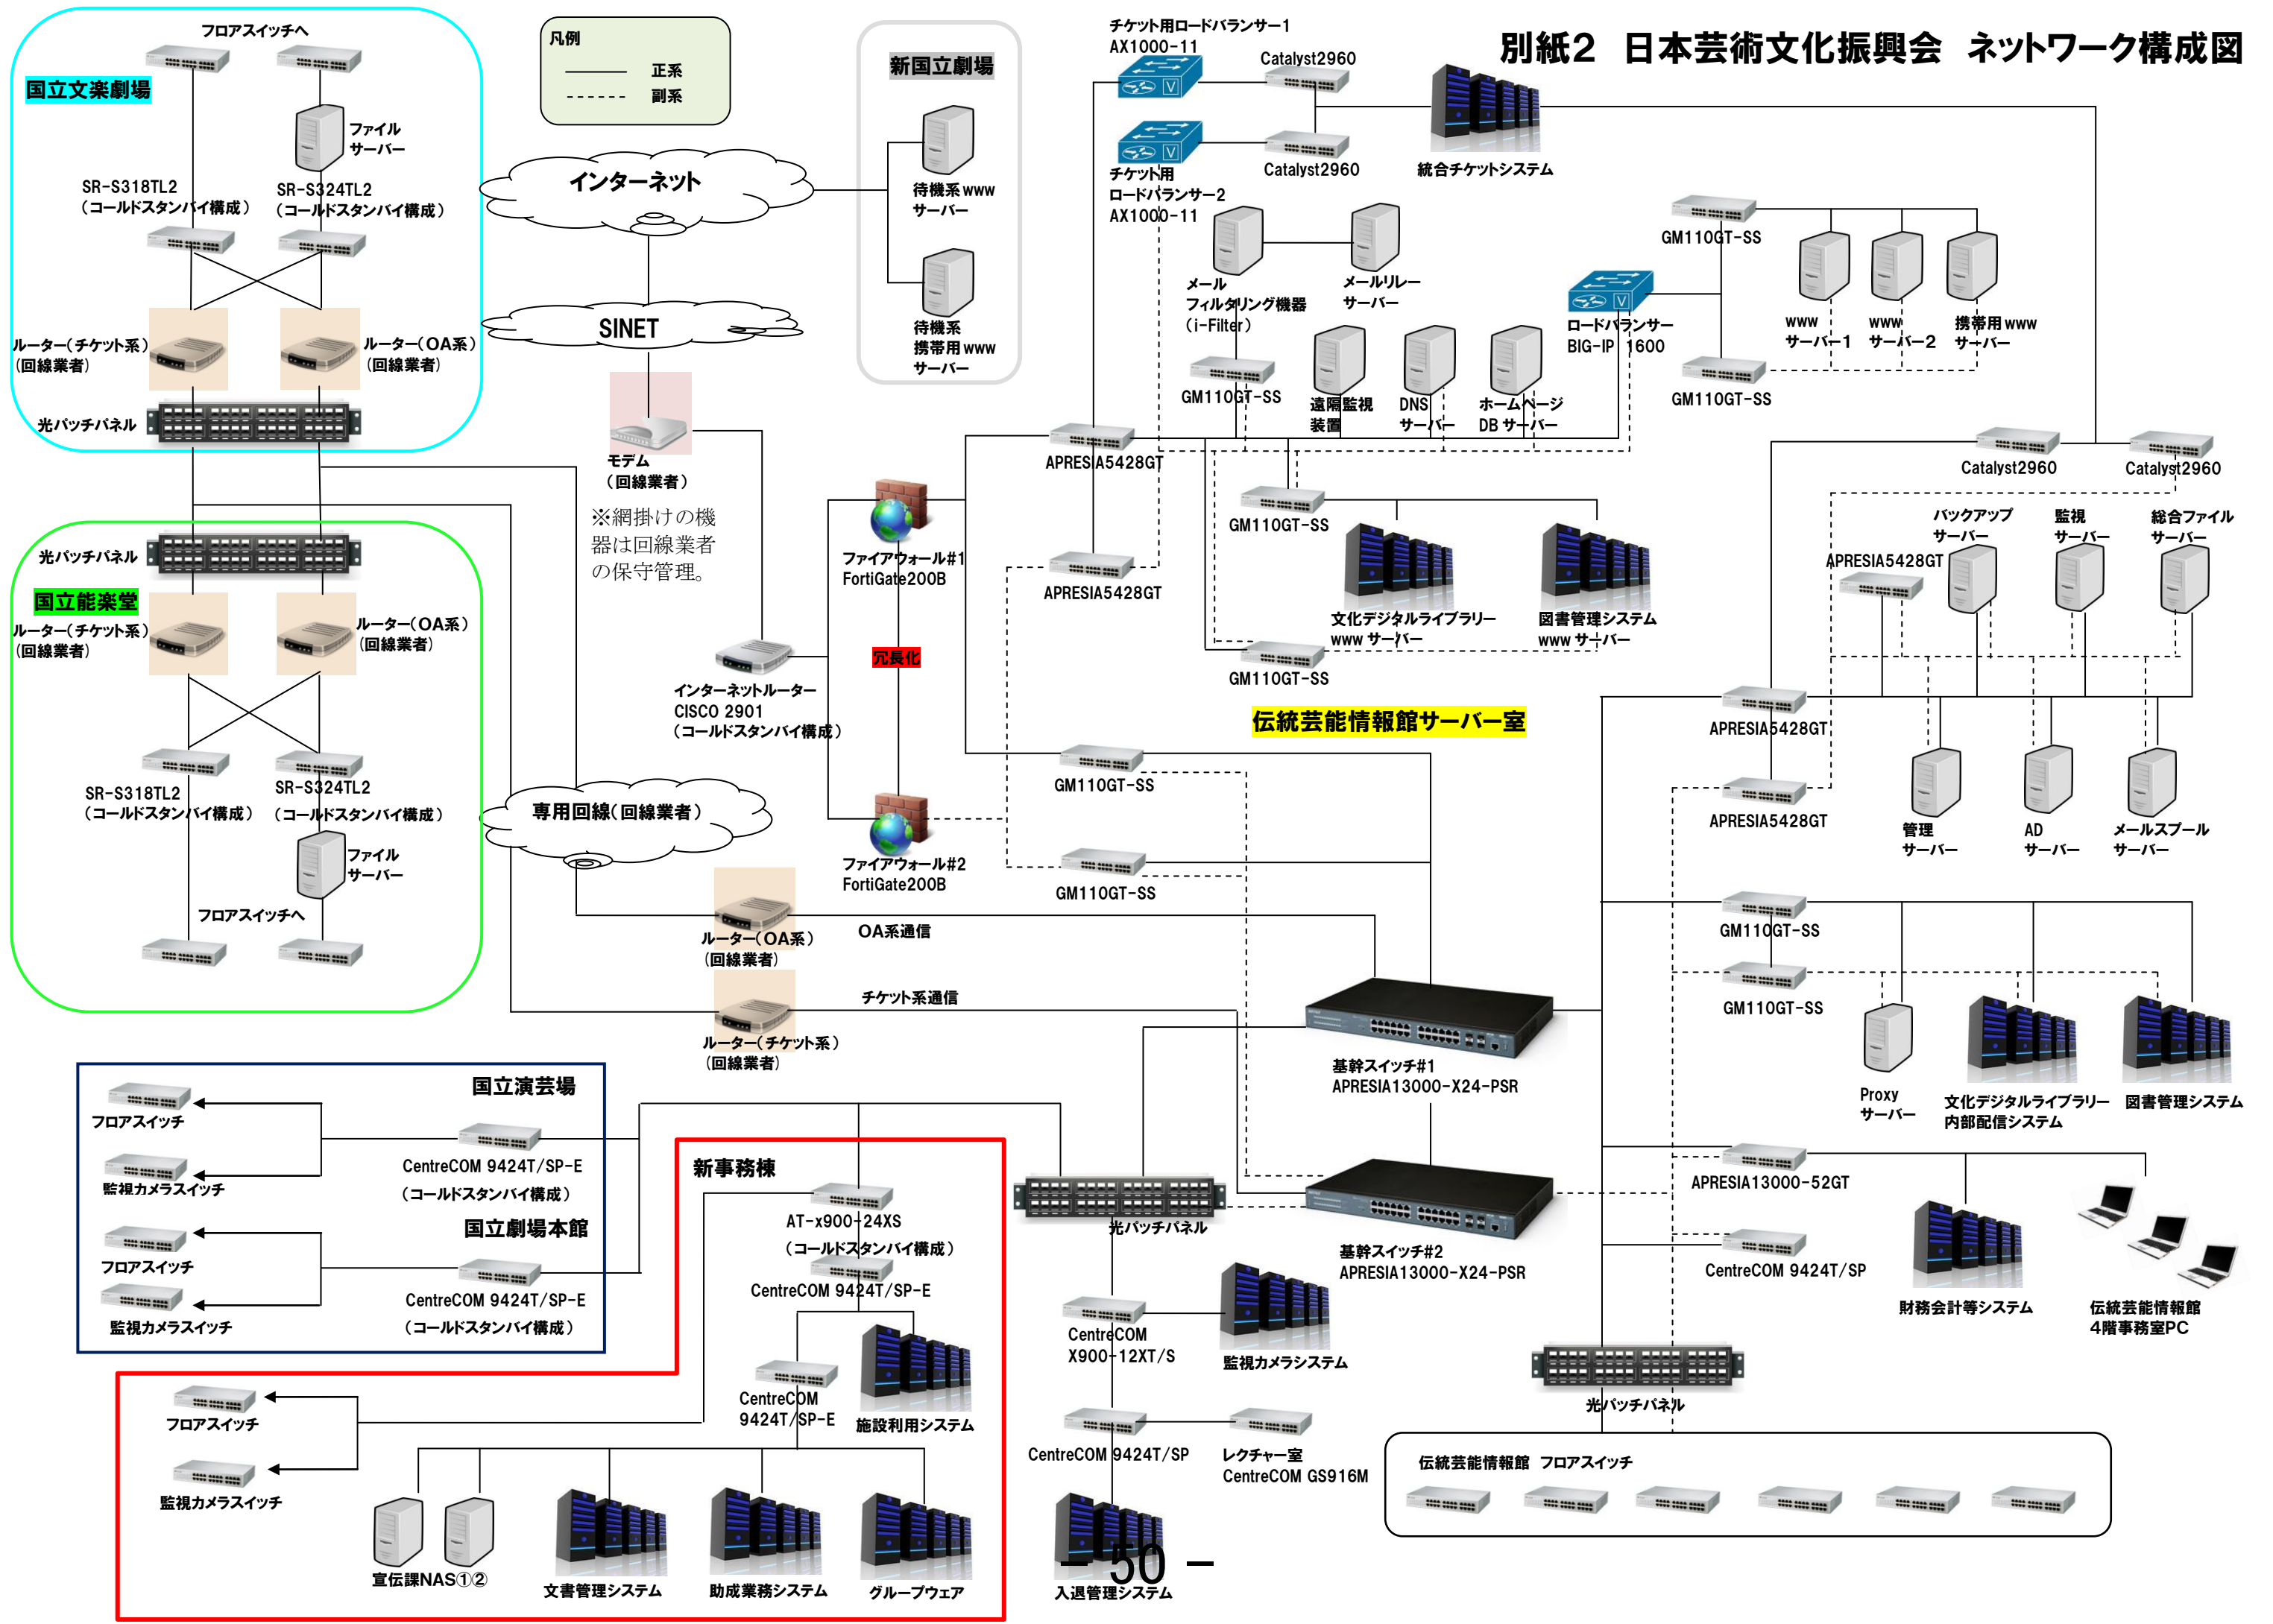 別紙2 日本芸術文化振興会 ネットワーク構成図
フロアスイッチへ
国立文楽劇場
ファイル
サーバー
SR-S318TL2
(コールドスタンバイ構成)
SR-S324TL2
(コールドスタンバイ構成)
ルーター(チケット系)
(回線業者)
ルーター(OA系)
(回線業者)
光パッチパネル
凡例
正系
副系
インターネット
SINET
モデム
(回線業者)
※網掛けの機
器は回線業者
の保守管理。
新国立劇場
待機系www
サーバー
待機系
携帯用www
サーバー
光パッチパネル
国立能楽堂
ルーター(チケット系)
(回線業者)
ルーター(OA系)
(回線業者)
SR-S318TL2
(コールドスタンバイ構成)
SR-S324TL2
(コールドスタンバイ構成)
ファイル
サーバー
フロアスイッチへ
専用回線(回線業者)
インターネットルーター
CISCO 2901
(コールドスタンバイ構成)
ファイアウォール#1
FortiGate200B
冗長化
ファイアウォール#2
FortiGate200B
ルーター(OA系)
(回線業者)
OA系通信
ルーター(チケット系)
(回線業者)
チケット系通信
チケット用ロードバランサー1
AX1000-11
Catalyst2960
チケット用
ロードバランサー2
AX1000-11
Catalyst2960
統合チケットシステム
メール
フィルタリング機器
(i-Filter)
メールリレー
サーバー
GM110GT-SS
遠隔監視
装置
DNS
サーバー
ホームページ
DB サーバー
ロードバランサー
BIG-IP 1600
GM110GT-SS
www
サーバー1
www
サーバー2
携帯用www
サーバー
GM110GT-SS
APRESIA5428GT
APRESIA5428GT
GM110GT-SS
文化デジタルライブラリー
www サーバー
図書管理システム
www サーバー
GM110GT-SS
伝統芸能情報館サーバー室
GM110GT-SS
GM110GT-SS
Catalyst2960
Catalyst2960
バックアップ
サーバー
監視
サーバー
総合ファイル
サーバー
APRESIA5428GT
APRESIA5428GT
APRESIA5428GT
管理
サーバー
AD
サーバー
メールスプール
サーバー
GM110GT-SS
GM110GT-SS
Proxy
サーバー
文化デジタルライブラリー
内部配信システム
図書管理システム
基幹スイッチ#1
APRESIA13000-X24-PSR
基幹スイッチ#2
APRESIA13000-X24-PSR
APRESIA13000-52GT
CentreCOM 9424T/SP
財務会計等システム
伝統芸能情報館
4階事務室PC
光パッチパネル
伝統芸能情報館 フロアスイッチ
国立演芸場
フロアスイッチ
監視カメラスイッチ
CentreCOM 9424T/SP-E
(コールドスタンバイ構成)
国立劇場本館
フロアスイッチ
監視カメラスイッチ
CentreCOM 9424T/SP-E
(コールドスタンバイ構成)
新事務棟
AT-x900-24XS
(コールドスタンバイ構成)
CentreCOM 9424T/SP-E
CentreCOM
9424T/SP-E
施設利用システム
フロアスイッチ
監視カメラスイッチ
宣伝課NAS①②
文書管理システム
助成業務システム
グループウェア
光パッチパネル
CentreCOM
X900-12XT/S
監視カメラシステム
CentreCOM 9424T/SP
レクチャー室
CentreCOM GS916M
入退管理システム
- 50 -